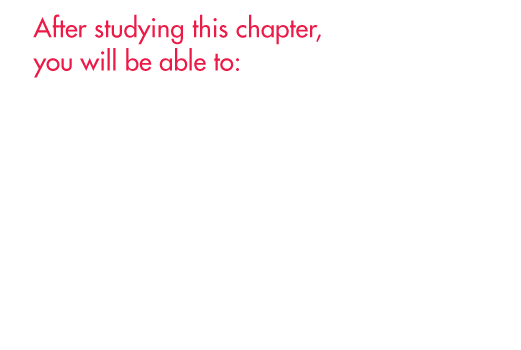 After studying this chapter,
you will be able to: